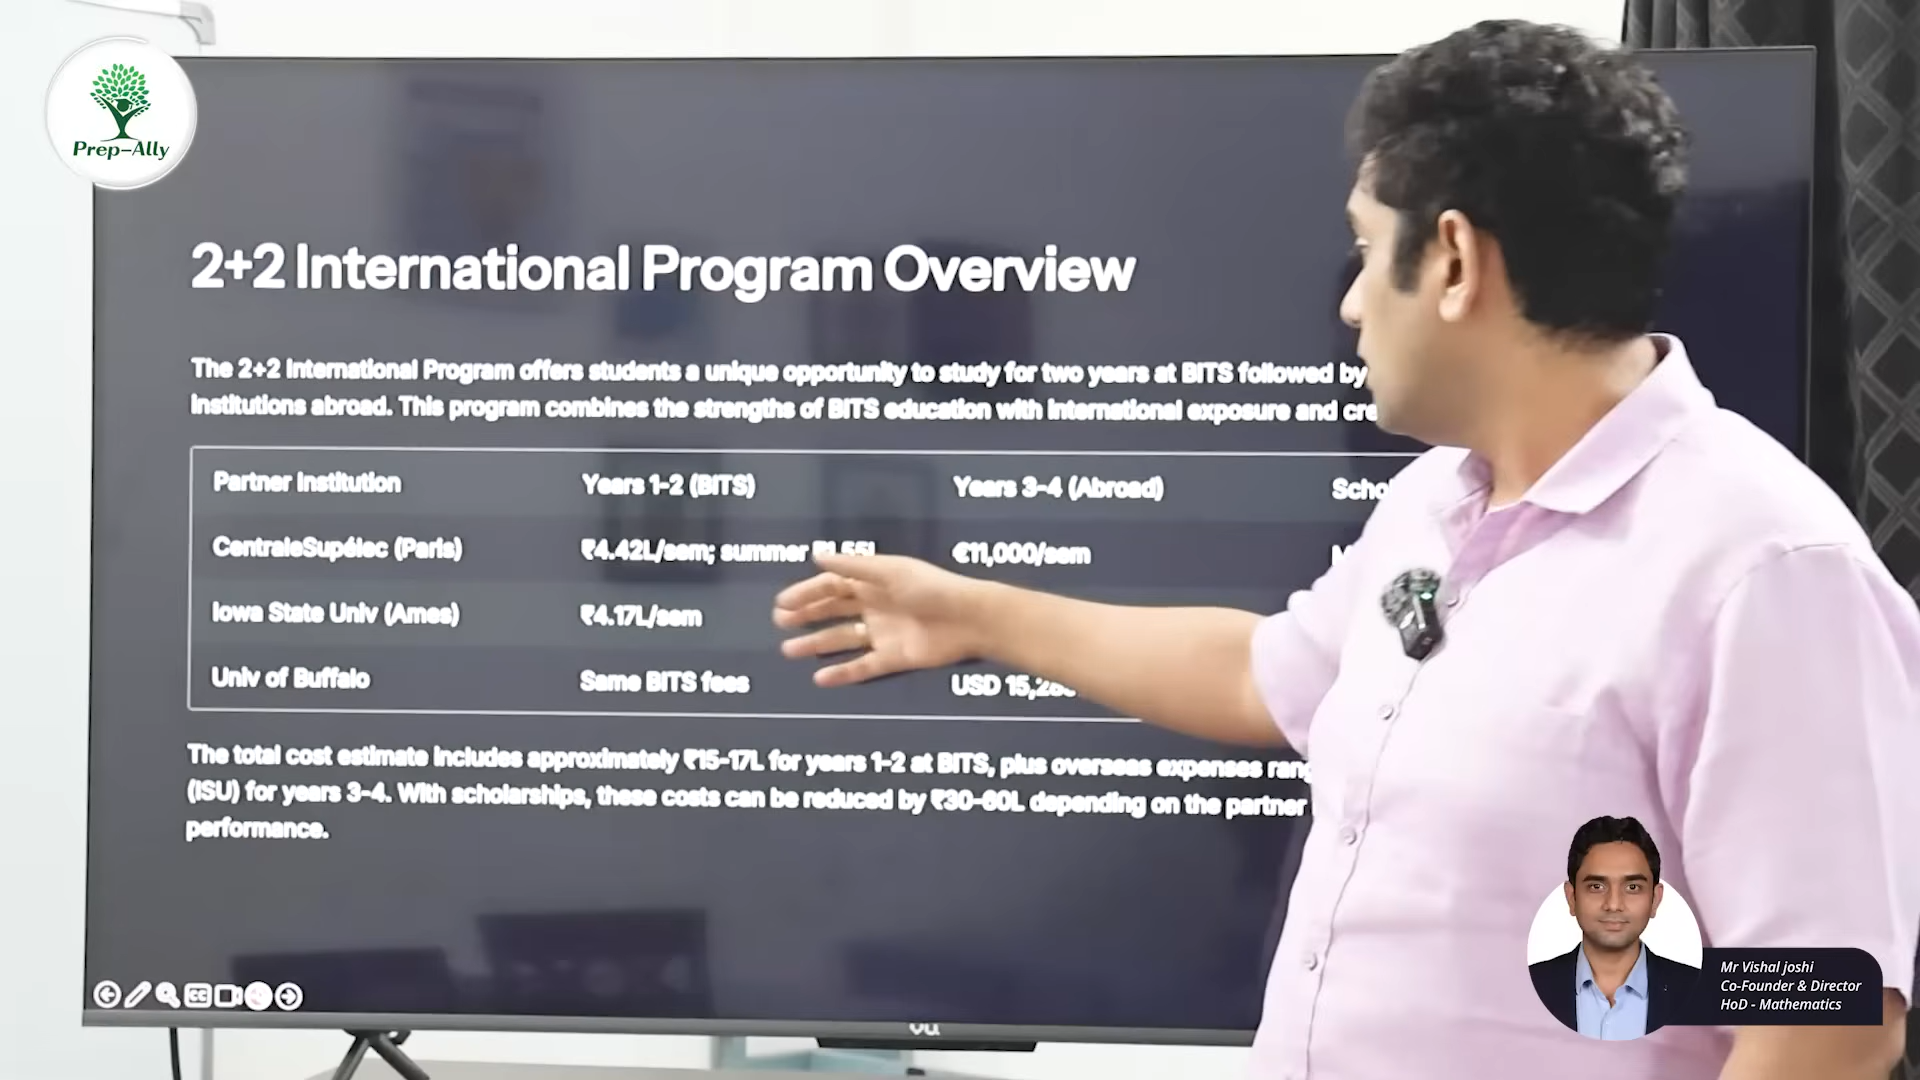 Prep-Ally
2+2 International Program Overview
The 2+2 International Program offers students a unique opportunity to study for two years at BITS followed by
institutions abroad. This program combines the strengths of BITS education with international exposure and
Partner Institution Years 1-2 (BITS) Years 3-4 (Abroad)
CentraleSupélec (Paris) ₹4.42L/sem; summer €11,000/sem
Iowa State Univ (Ames) ₹4.17L/sem
Univ of Buffalo Same BITS fees USD
The total cost estimate includes approximately ₹15-17L for years 1-2 at BITS, plus overseas expenses
(ISU) for years 3-4. With scholarships, these costs can be reduced by ₹30-60L depending on the partner
performance.
CC
Mr Vishal joshi
Co-Founder & Director
HoD - Mathematics